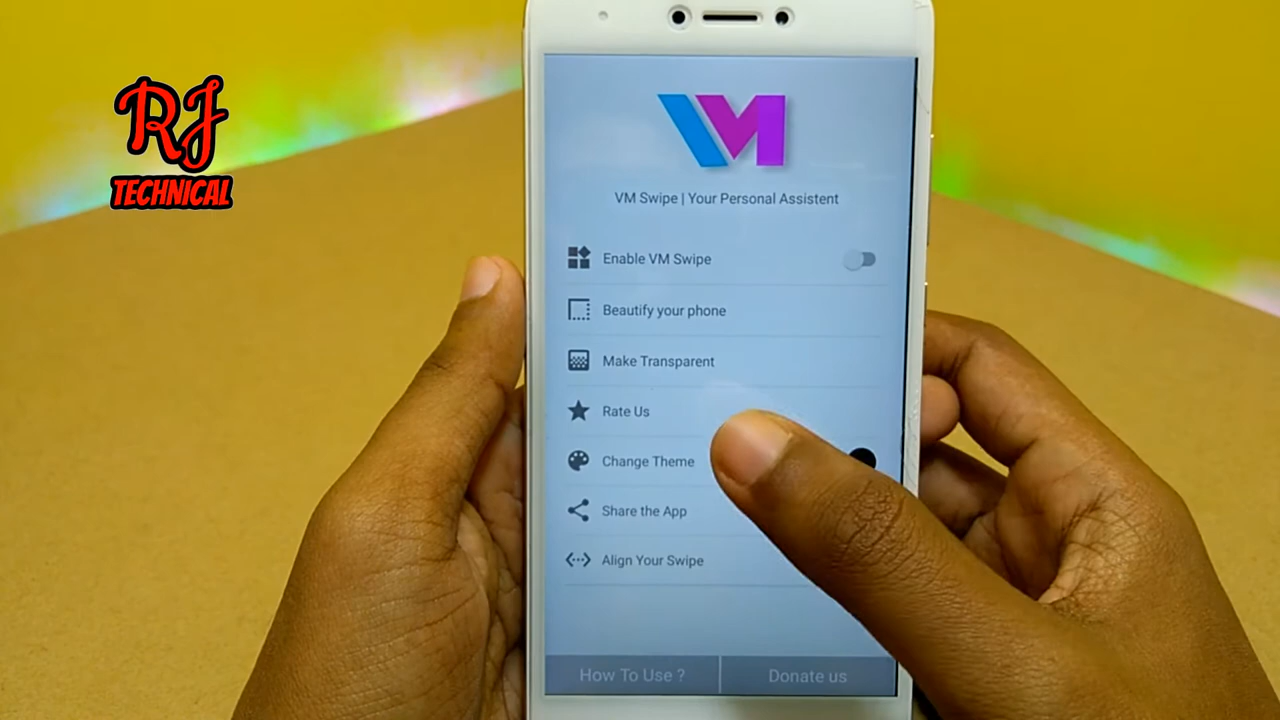 RJ
TECHNICAL
VM
VM Swipe | Your Personal Assistent
Enable VM Swipe
Beautify your phone
Make Transparent
Rate Us
Change Theme
Share the App
Align Your Swipe
How To Use ?
Donate us